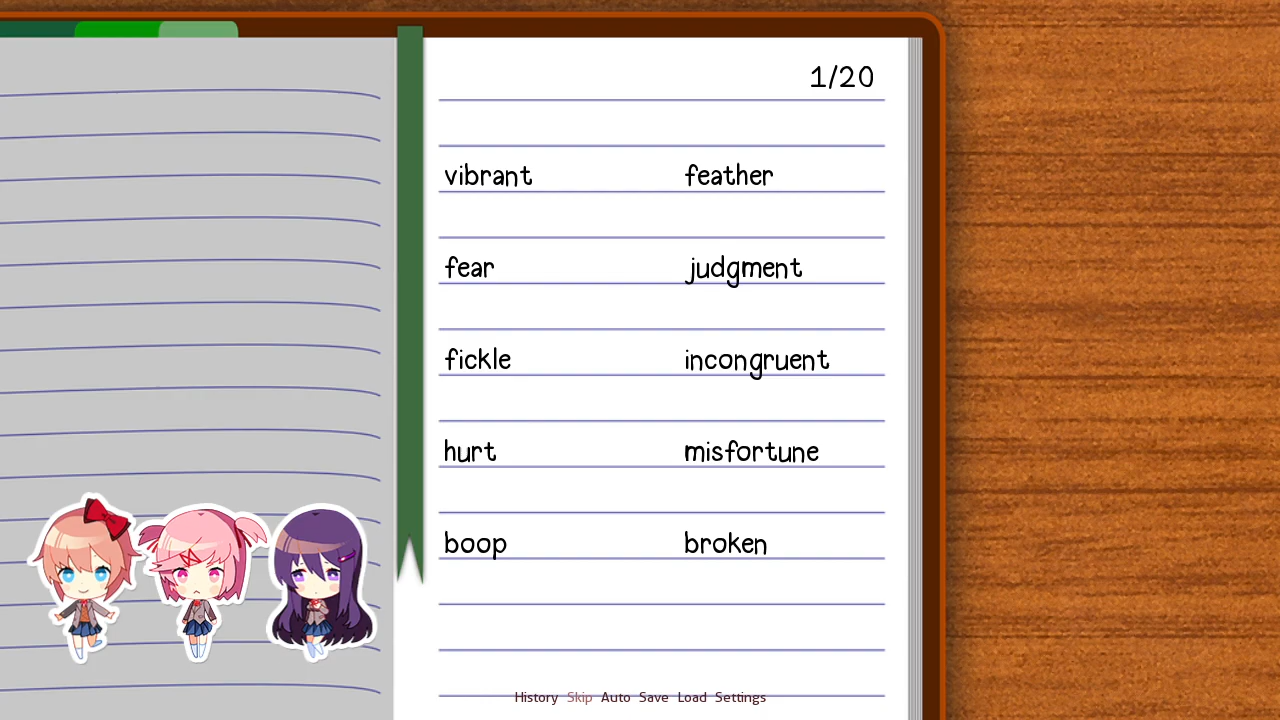 1/20
vibrant feather
fear judgment
fickle incongruent
hurt misfortune
boop broken
History Skip Auto Save Load Settings